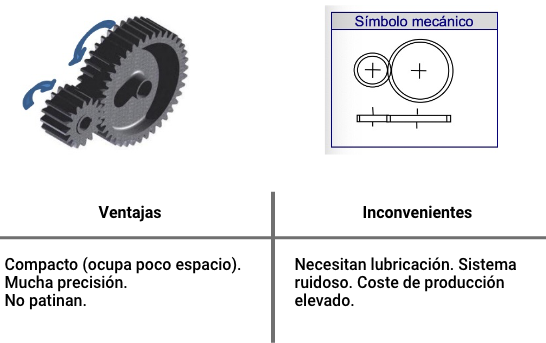 Símbolo mecánico
Ventajas
Inconvenientes
Compacto (ocupa poco espacio).
Mucha precisión.
No patinan.
Necesitan lubricación. Sistema
ruidoso. Coste de producción
elevado.